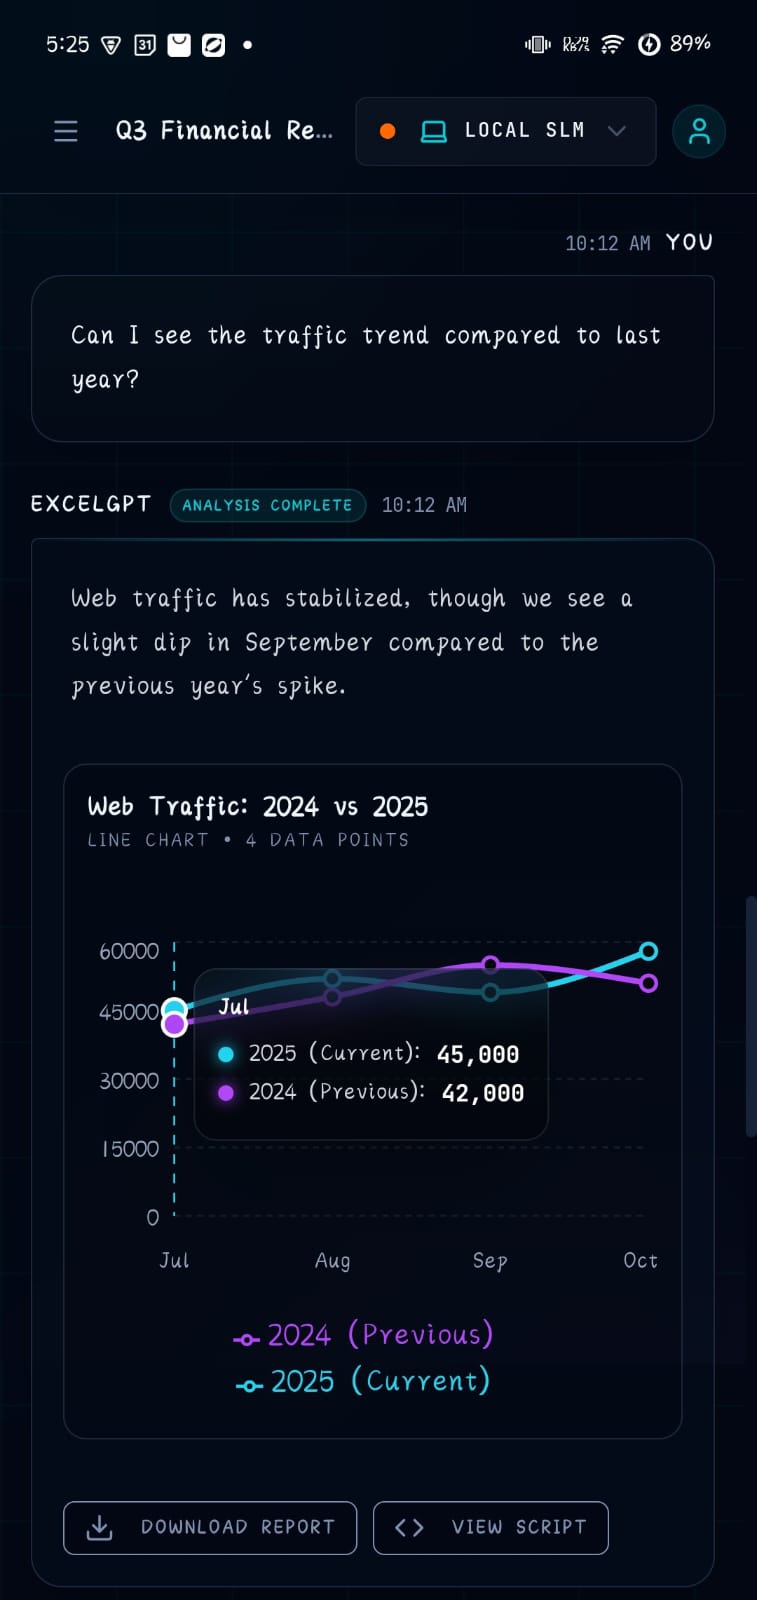 5:25
31
89%
Q3 Financial Re...
LOCAL SLM
10:12 AM YOU
Can I see the traffic trend compared to last
year?
EXCELGPT ANALYSIS COMPLETE 10:12 AM
Web traffic has stabilized, though we see a
slight dip in September compared to the
previous year's spike.
Web Traffic: 2024 vs 2025
LINE CHART • 4 DATA POINTS
60000
45000
30000
15000
0
Jul
2025 (Current): 45,000
2024 (Previous): 42,000
Jul Aug Sep Oct
2024 (Previous)
2025 (Current)
DOWNLOAD REPORT
VIEW SCRIPT